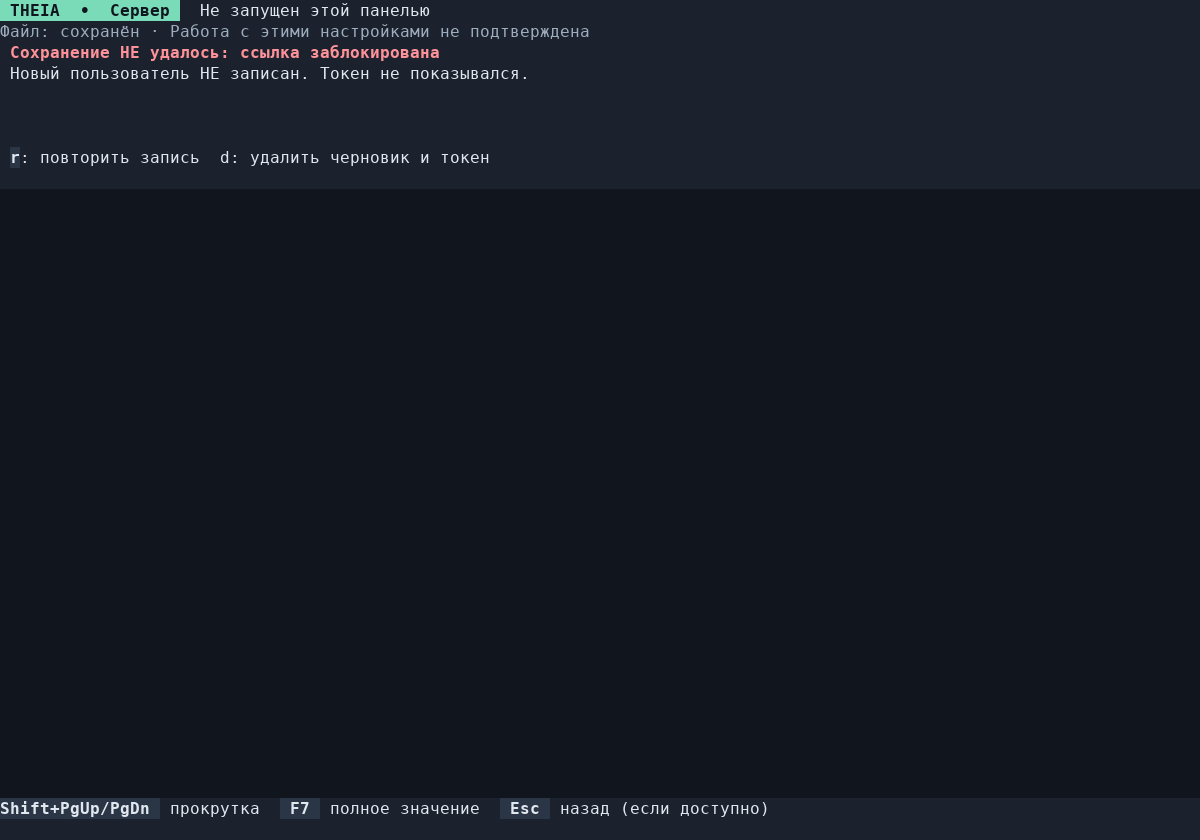 THEIA • Сервер Не запущен этой панелью
Файл: сохранён · Работа с этими настройками не подтверждена
Сохранение НЕ удалось: ссылка заблокирована
Новый пользователь НЕ записан. Токен не показывался.
r: повторить запись d: удалить черновик и токен
Shift+PgUp/PgDn прокрутка F7 полное значение Esc назад (если доступно)